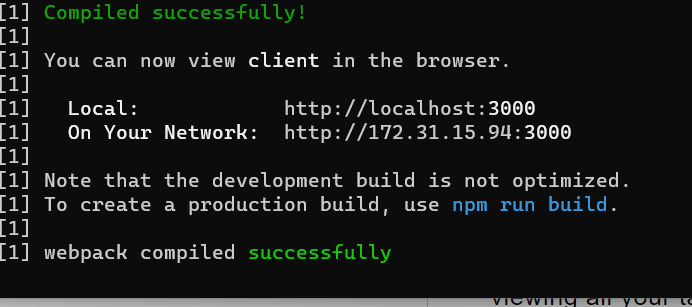 [1] Compiled successfully!
[1]
[1] You can now view client in the browser.
[1]
[1]   Local:            http://localhost:3000
[1]   On Your Network:  http://172.31.15.94:3000
[1]
[1] Note that the development build is not optimized.
[1] To create a production build, use npm run build.
[1]
[1] webpack compiled successfully
viewing all your